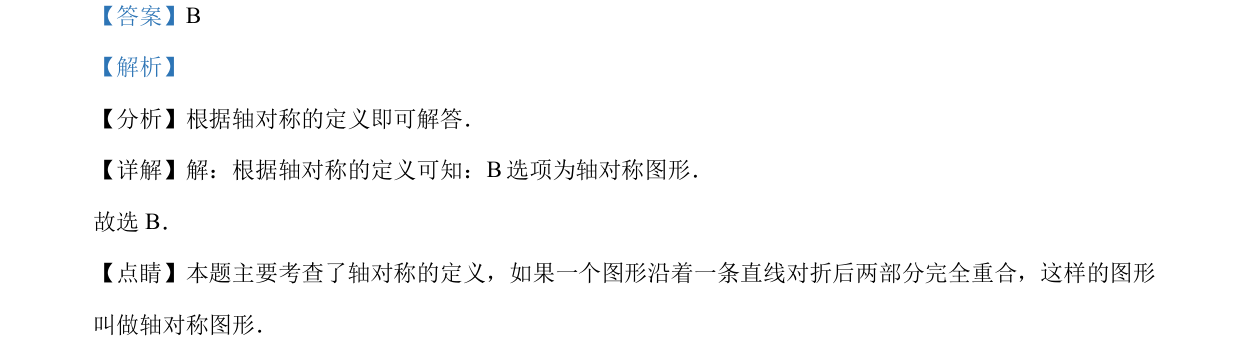 【答案】B
【解析】
【分析】根据轴对称的定义即可解答．
【详解】解：根据轴对称的定义可知：B选项为轴对称图形．
故选 B．
【点睛】本题主要考查了轴对称的定义，如果一个图形沿着一条直线对折后两部分完全重合，这样的图形
叫做轴对称图形．